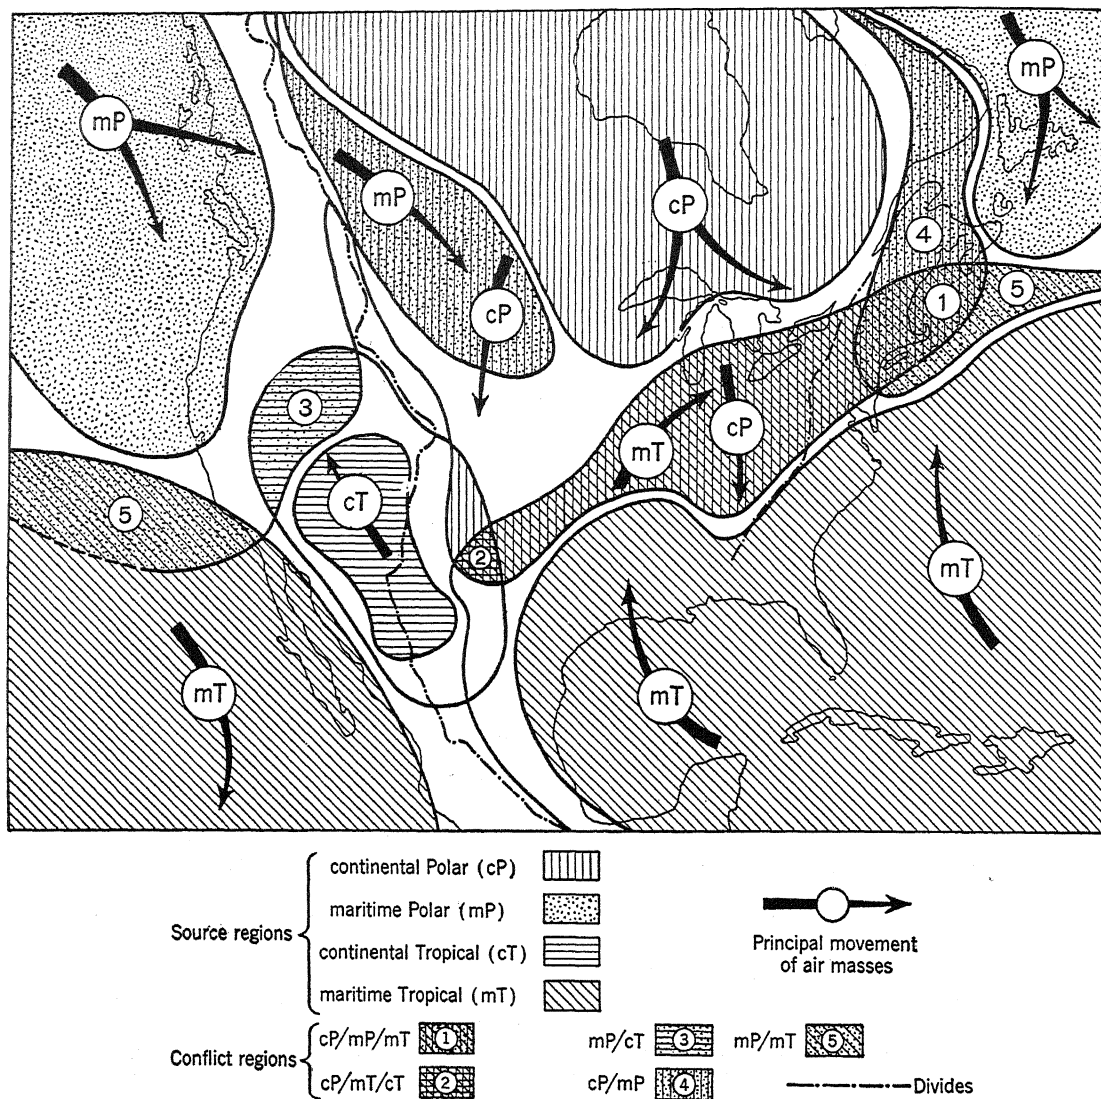 mP
mP
mP
cP
4
cP
1
5
3
mT
cP
cT
5
2
mT
mT
mT
Source regions
continental Polar (cP)
maritime Polar (mP)
continental Tropical (cT)
maritime Tropical (mT)
Principal movement
of air masses
Conflict regions
cP/mP/mT 1
mP/cT 3
mP/mT 5
cP/mT/cT 2
cP/mP 4
Divides